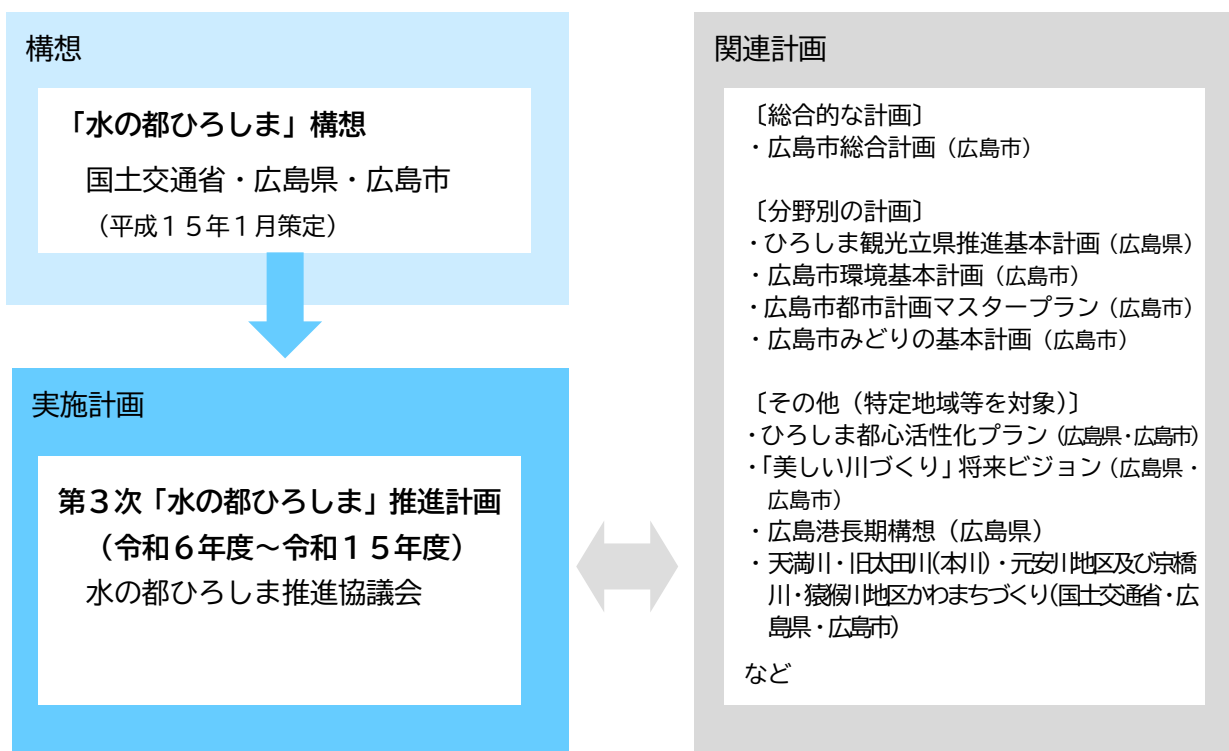 構想
「水の都ひろしま」構想
国土交通省・広島県・広島市
（平成１５年１月策定）
実施計画
第３次「水の都ひろしま」推進計画
（令和６年度～令和１５年度）
水の都ひろしま推進協議会
関連計画
〔総合的な計画〕
・広島市総合計画（広島市）
〔分野別の計画〕
・ひろしま観光立県推進基本計画（広島県）
・広島市環境基本計画（広島市）
・広島市都市計画マスタープラン（広島市）
・広島市みどりの基本計画（広島市）
〔その他（特定地域等を対象）〕
・ひろしま都心活性化プラン（広島県・広島市）
・「美しい川づくり」将来ビジョン（広島県・
広島市）
・広島港長期構想（広島県）
・天満川・旧太田川(本川)・元安川地区及び京橋
川・猿猴川地区かわまちづくり(国土交通省・広
島県・広島市)
など